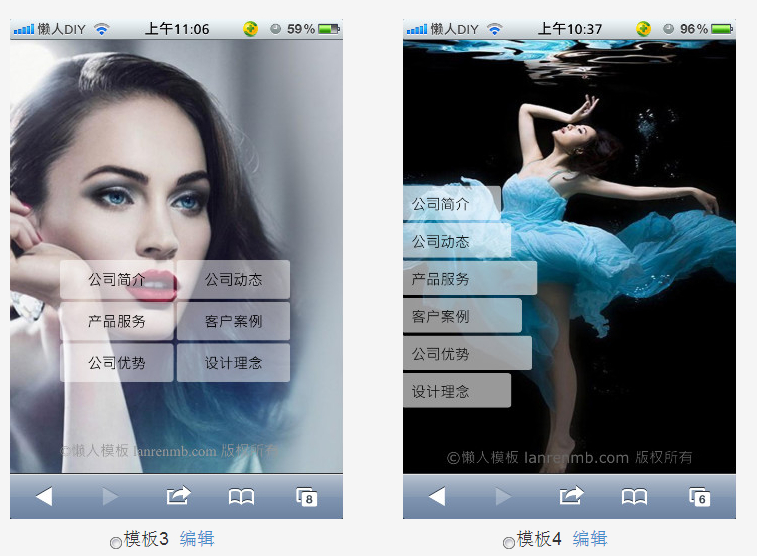 懒人DIY 上午11:06 59%
公司简介 公司动态
产品服务 客户案例
公司优势 设计理念
©懒人模板 lanrenmb.com 版权所有
8
模板3 编辑
懒人DIY 上午10:37 96%
公司简介
公司动态
产品服务
客户案例
公司优势
设计理念
©懒人模板 lanrenmb.com 版权所有
6
模板4 编辑